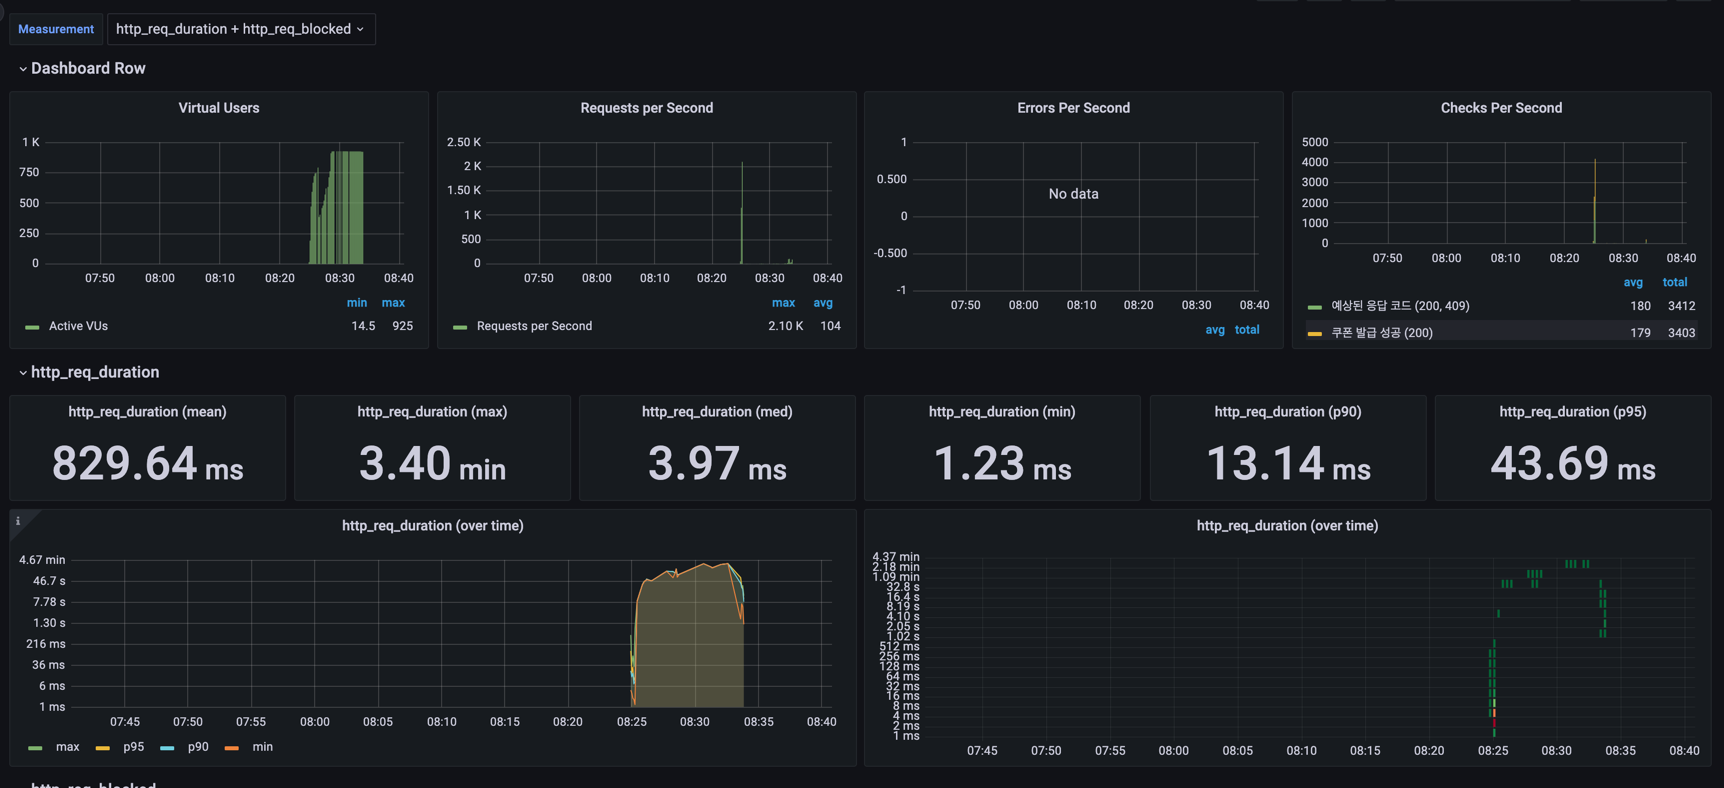 Measurement http_req_duration + http_req_blocked
Dashboard Row
Virtual Users
1 K
750
500
250
0
07:50 08:00 08:10 08:20 08:30 08:40
min max
Active VUs 14.5 925
Requests per Second
2.50 K
2 K
1.50 K
1 K
500
0
07:50 08:00 08:10 08:20 08:30 08:40
max avg
Requests per Second 2.10 K 104
Errors Per Second
1
0.500
0
-0.500
-1
No data
07:50 08:00 08:10 08:20 08:30 08:40
avg total
Checks Per Second
5000
4000
3000
2000
1000
0
07:50 08:00 08:10 08:20 08:30 08:40
avg total
예상된 응답 코드 (200, 409) 180 3412
쿠폰 발급 성공 (200) 179 3403
http_req_duration
http_req_duration (mean)
829.64 ms
http_req_duration (max)
3.40 min
http_req_duration (med)
3.97 ms
http_req_duration (min)
1.23 ms
http_req_duration (p90)
13.14 ms
http_req_duration (p95)
43.69 ms
i
http_req_duration (over time)
4.67 min
46.7 s
7.78 s
1.30 s
216 ms
36 ms
6 ms
1 ms
07:45 07:50 07:55 08:00 08:05 08:10 08:15 08:20 08:25 08:30 08:35 08:40
max p95 p90 min
http_req_duration (over time)
4.37 min
2.18 min
1.09 min
32.8 s
16.4 s
8.19 s
4.10 s
2.05 s
1.02 s
512 ms
256 ms
128 ms
64 ms
32 ms
16 ms
8 ms
4 ms
2 ms
1 ms
07:45 07:50 07:55 08:00 08:05 08:10 08:15 08:20 08:25 08:30 08:35 08:40
http_req_blocked